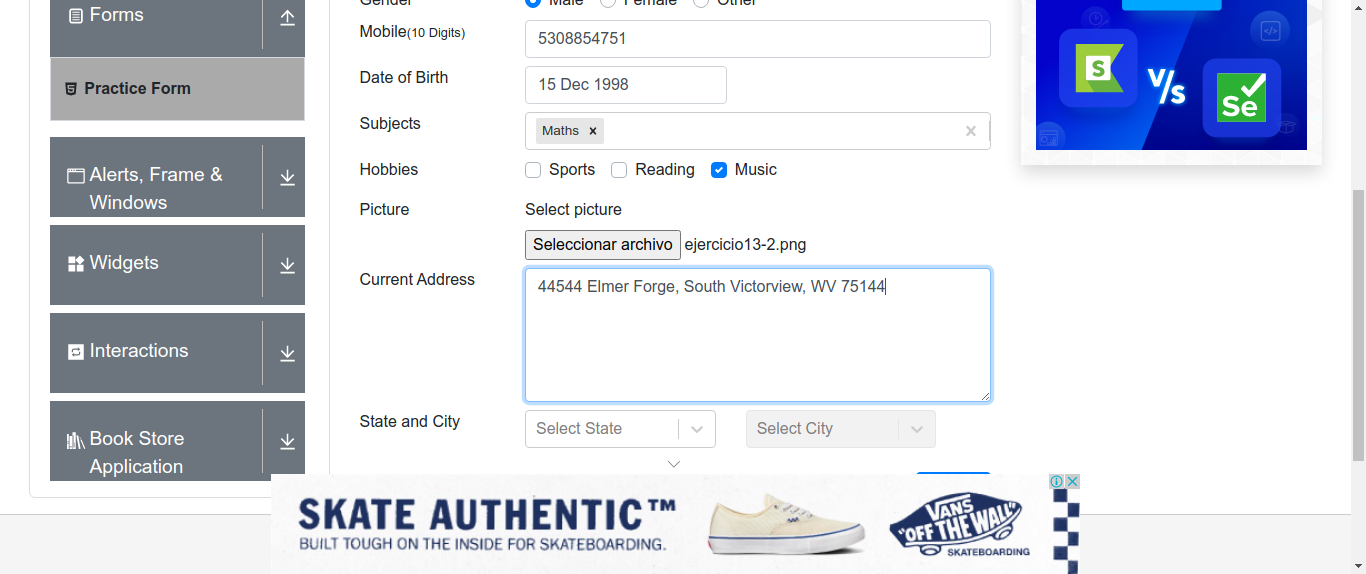 Forms
Practice Form
Alerts, Frame &
Windows
Widgets
Interactions
Book Store
Application
Gender Male Female Other
Mobile(10 Digits) 5308854751
Date of Birth 15 Dec 1998
Subjects Maths ×
Hobbies Sports Reading Music
Picture Select picture
Seleccionar archivo ejercicio13-2.png
Current Address 44544 Elmer Forge, South Victorview, WV 75144
State and City Select State Select City
S V/s Se
SKATE AUTHENTIC™
BUILT TOUGH ON THE INSIDE FOR SKATEBOARDING.
VANS
"OFF THE WALL"
SKATEBOARDING